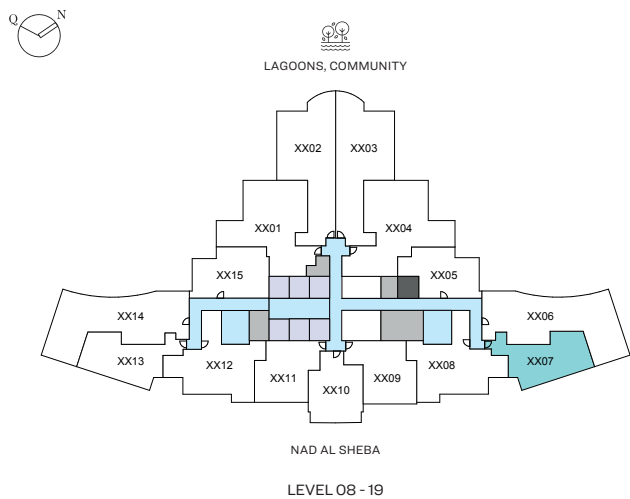 Q N
LAGOONS, COMMUNITY
XX02 XX03
XX01 XX04
XX15 XX05
XX14 XX06
XX13 XX12 XX08 XX07
XX11 XX10 XX09
NAD AL SHEBA
LEVEL 08 - 19